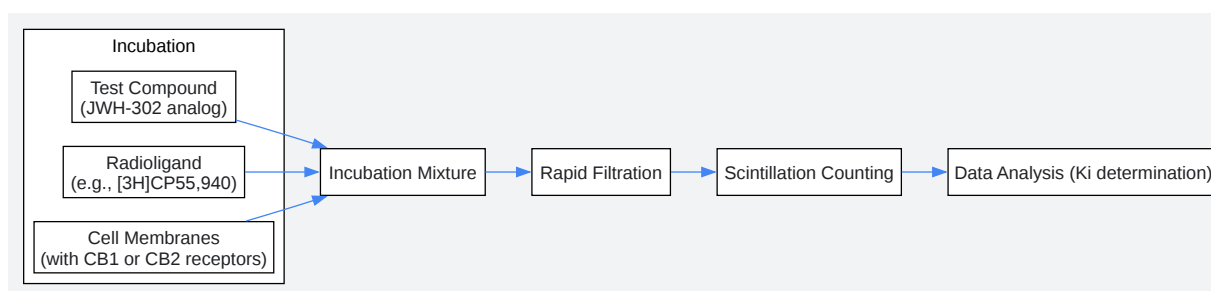 Incubation
Test Compound
(JWH-302 analog)
Radioligand
(e.g., [3H]CP55,940)
Cell Membranes
(with CB1 or CB2 receptors)
Incubation Mixture
Rapid Filtration
Scintillation Counting
Data Analysis (Ki determination)